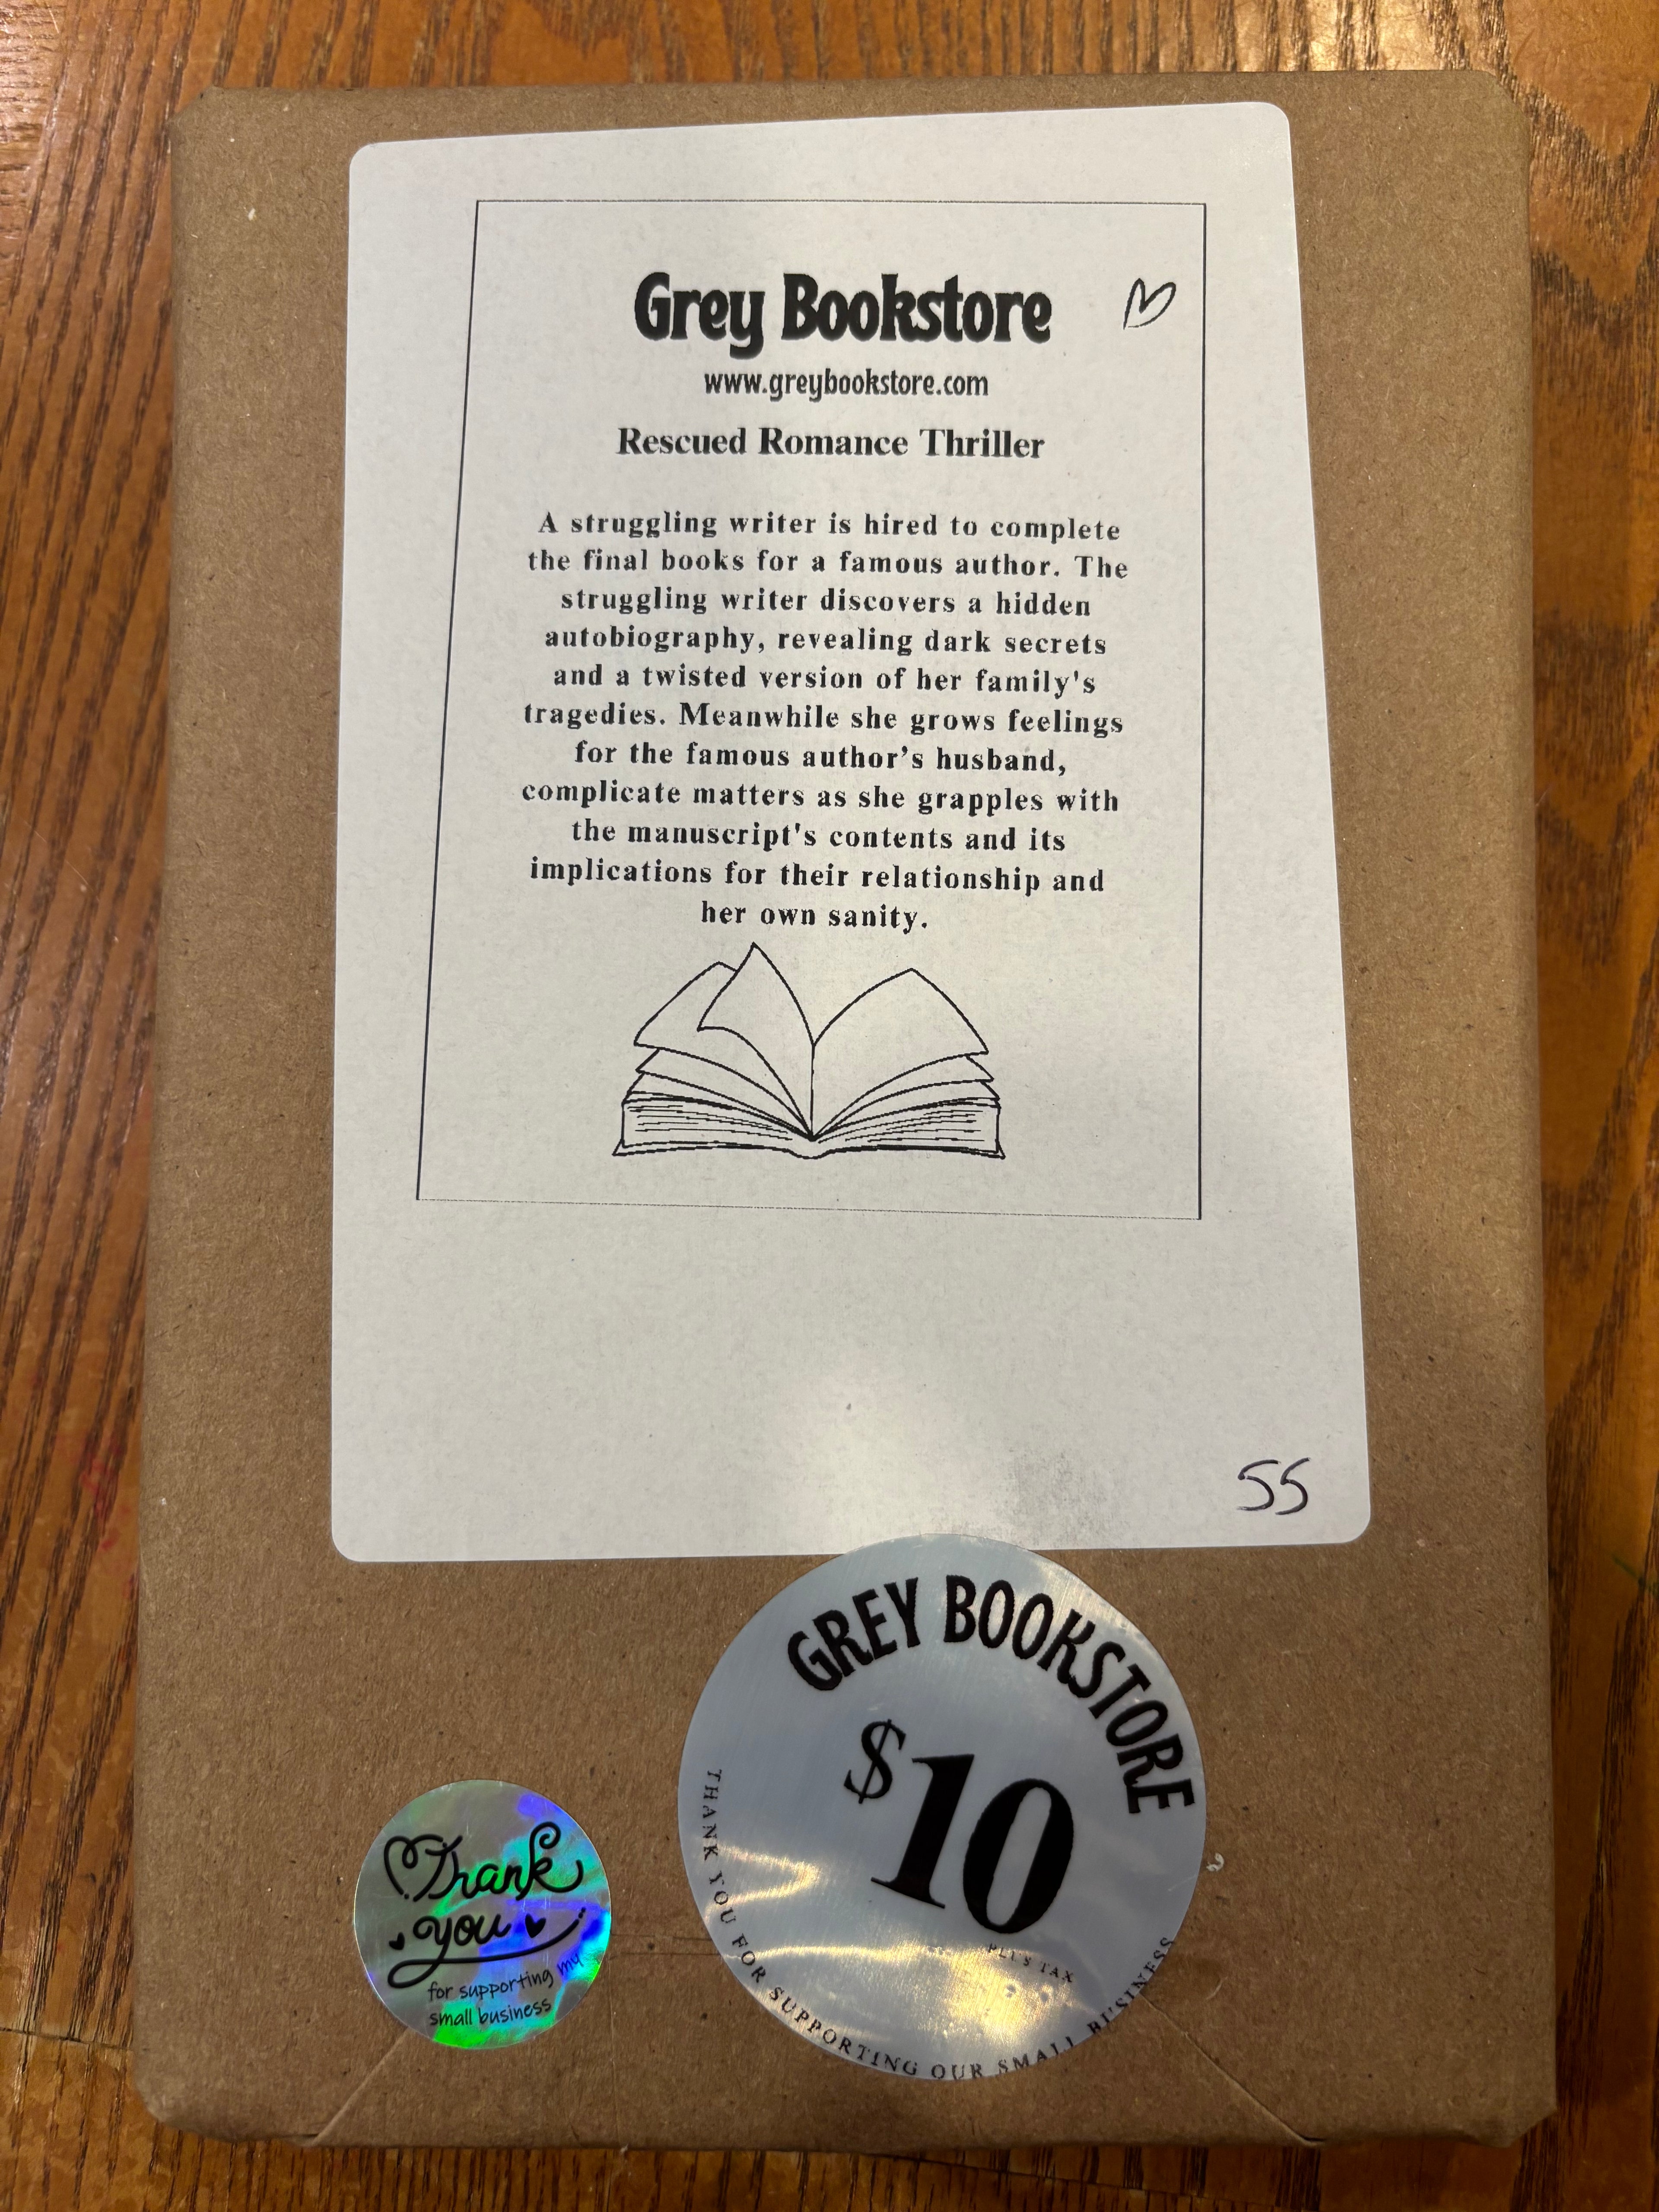 Grey Bookstore
www.greybookstore.com
Rescued Romance Thriller
A struggling writer is hired to complete
the final books for a famous author. The
struggling writer discovers a hidden
autobiography, revealing dark secrets
and a twisted version of her family's
tragedies. Meanwhile she grows feelings
for the famous author’s husband,
complicate matters as she grapples with
the manuscript's contents and its
implications for their relationship and
her own sanity.
SS
GREY BOOKSTORE
$10
PLUS TAX
THANK YOU FOR SUPPORTING OUR SMALL BUSINESS
Thank
you
for supporting my
small business